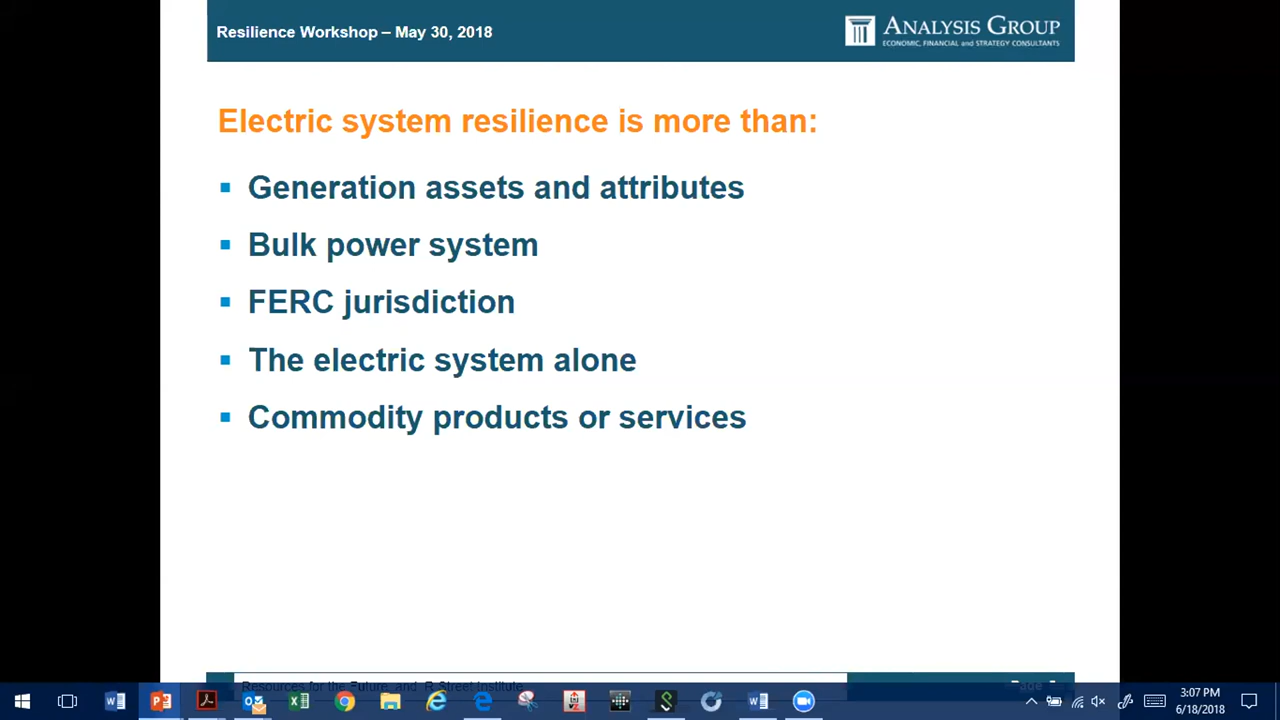 Resilience Workshop – May 30, 2018
ANALYSIS GROUP
ECONOMIC, FINANCIAL and STRATEGY CONSULTANTS
Electric system resilience is more than:
▪ Generation assets and attributes
▪ Bulk power system
▪ FERC jurisdiction
▪ The electric system alone
▪ Commodity products or services
Resources for the Future and R Street Institute
Page
3:07 PM
6/18/2018